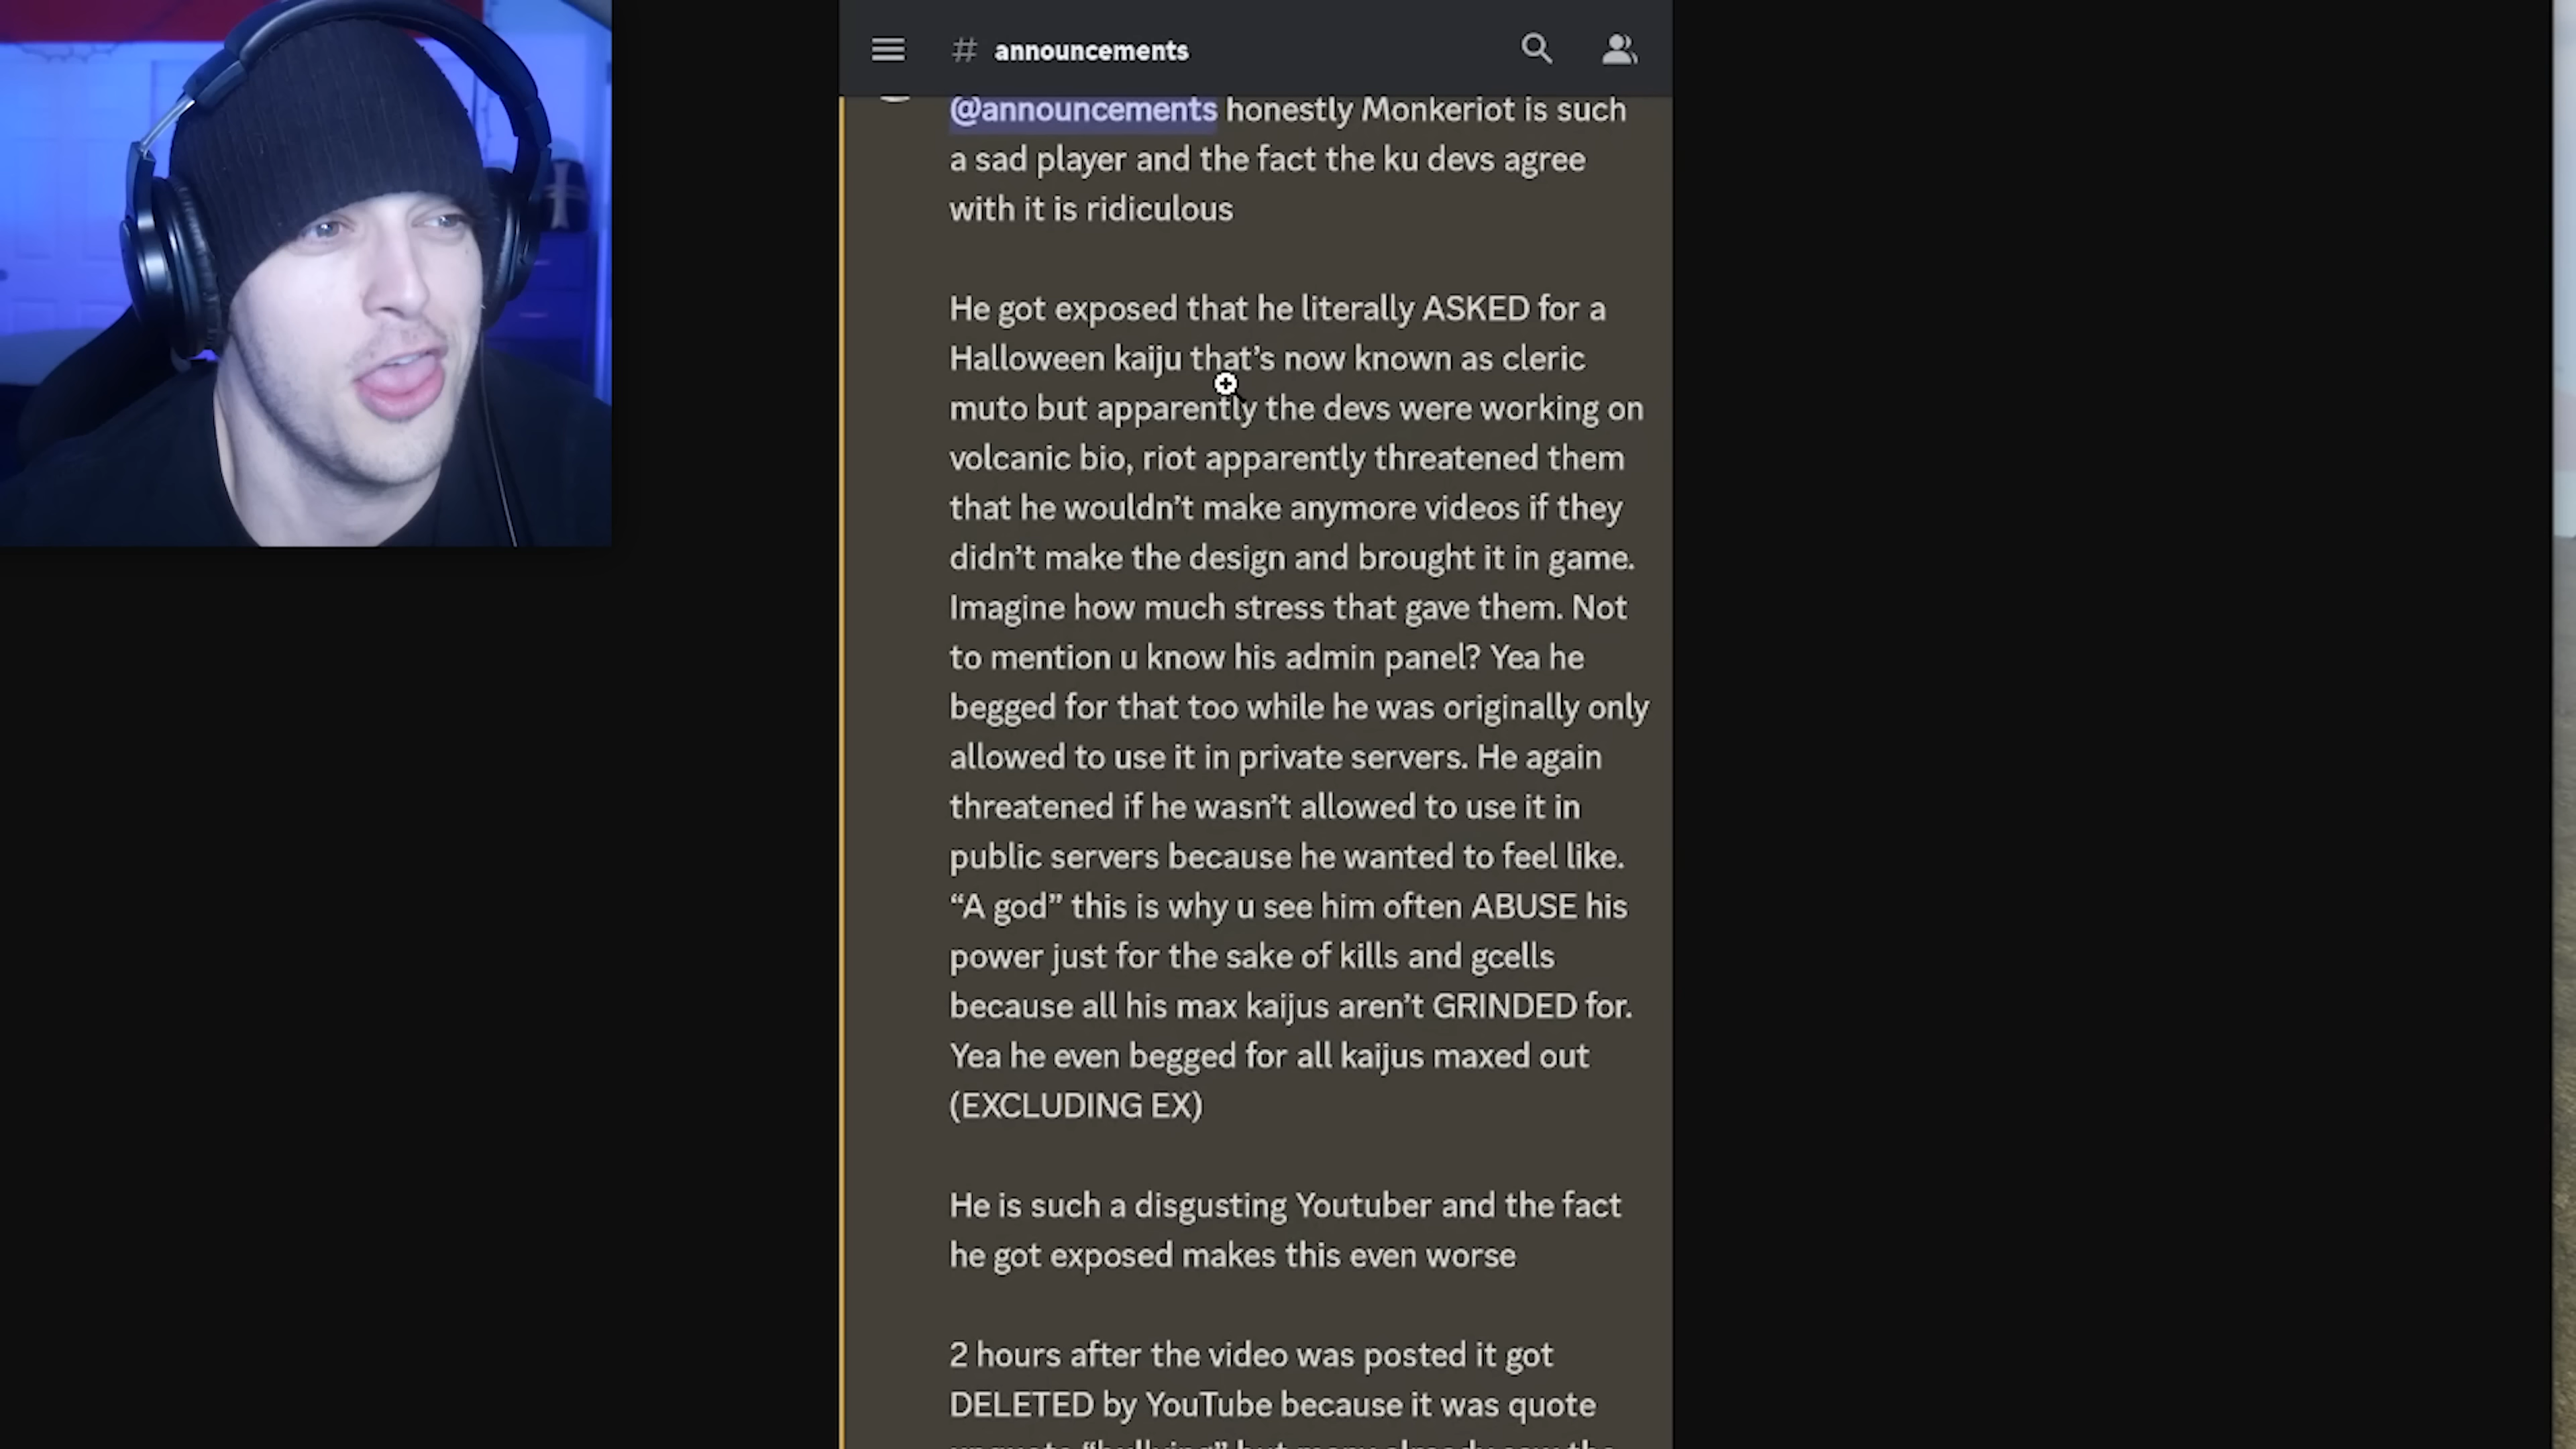 # announcements
@announcements honestly Monkeriot is such
a sad player and the fact the ku devs agree
with it is ridiculous
He got exposed that he literally ASKED for a
Halloween kaiju that's now known as cleric
muto but apparently the devs were working on
volcanic bio, riot apparently threatened them
that he wouldn't make anymore videos if they
didn't make the design and brought it in game.
Imagine how much stress that gave them. Not
to mention u know his admin panel? Yea he
begged for that too while he was originally only
allowed to use it in private servers. He again
threatened if he wasn't allowed to use it in
public servers because he wanted to feel like.
“A god” this is why u see him often ABUSE his
power just for the sake of kills and gcells
because all his max kaijus aren't GRINDED for.
Yea he even begged for all kaijus maxed out
(EXCLUDING EX)
He is such a disgusting Youtuber and the fact
he got exposed makes this even worse
2 hours after the video was posted it got
DELETED by YouTube because it was quote